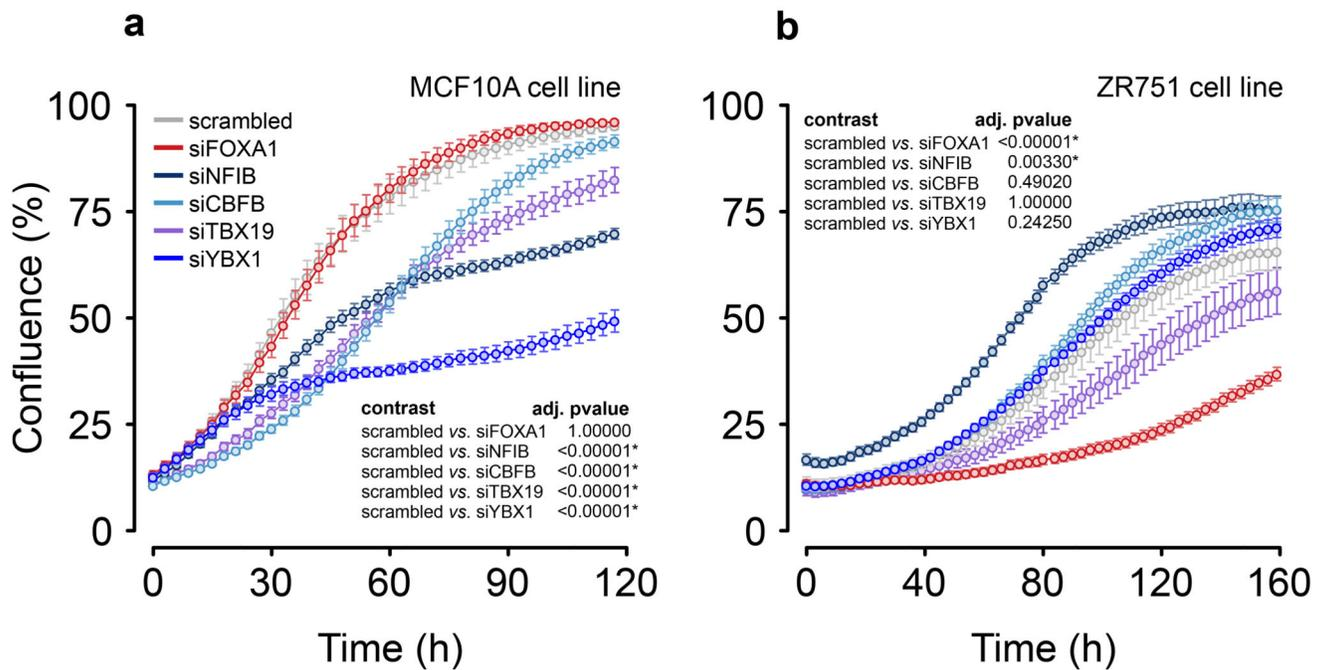 a
MCF10A cell line
scrambled
siFOXA1
siNFIB
siCBFB
siTBX19
siYBX1
contrast adj. pvalue
scrambled vs. siFOXA1 1.00000
scrambled vs. siNFIB <0.00001*
scrambled vs. siCBFB <0.00001*
scrambled vs. siTBX19 <0.00001*
scrambled vs. siYBX1 <0.00001*
100
75
50
25
0
Confluence (%)
0 30 60 90 120
Time (h)
b
ZR751 cell line
contrast adj. pvalue
scrambled vs. siFOXA1 <0.00001*
scrambled vs. siNFIB 0.00330*
scrambled vs. siCBFB 0.49020
scrambled vs. siTBX19 1.00000
scrambled vs. siYBX1 0.24250
100
75
50
25
0
0 40 80 120 160
Time (h)